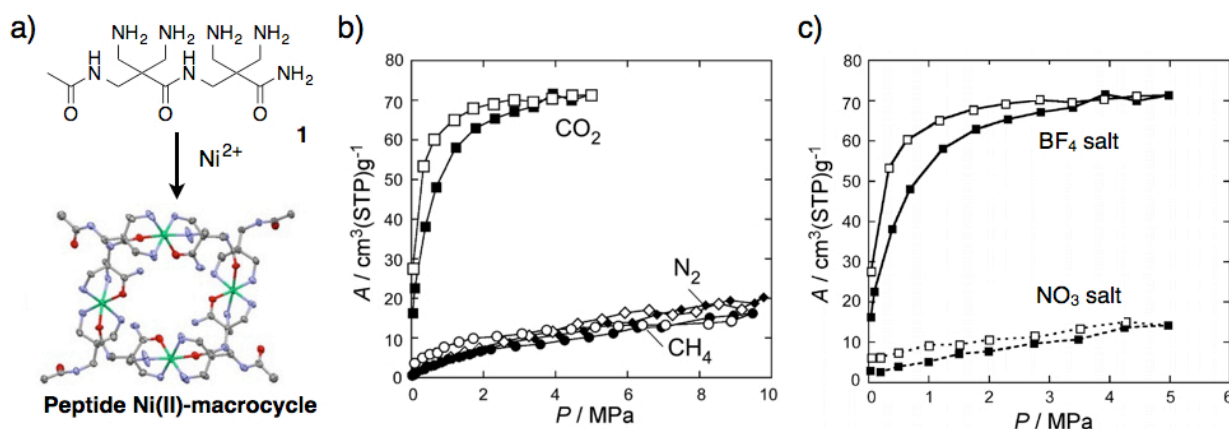 a)
NH₂ NH₂ NH₂ NH₂
H H
N N NH₂
O O O
1
Ni²⁺
Peptide Ni(II)-macrocycle
b)
A / cm³(STP)g⁻¹
80
70
60
50
40
30
20
10
0
CO₂
N₂
CH₄
0 2 4 6 8 10
P / MPa
c)
A / cm³(STP)g⁻¹
80
70
60
50
40
30
20
10
0
BF₄ salt
NO₃ salt
0 1 2 3 4 5 6
P / MPa